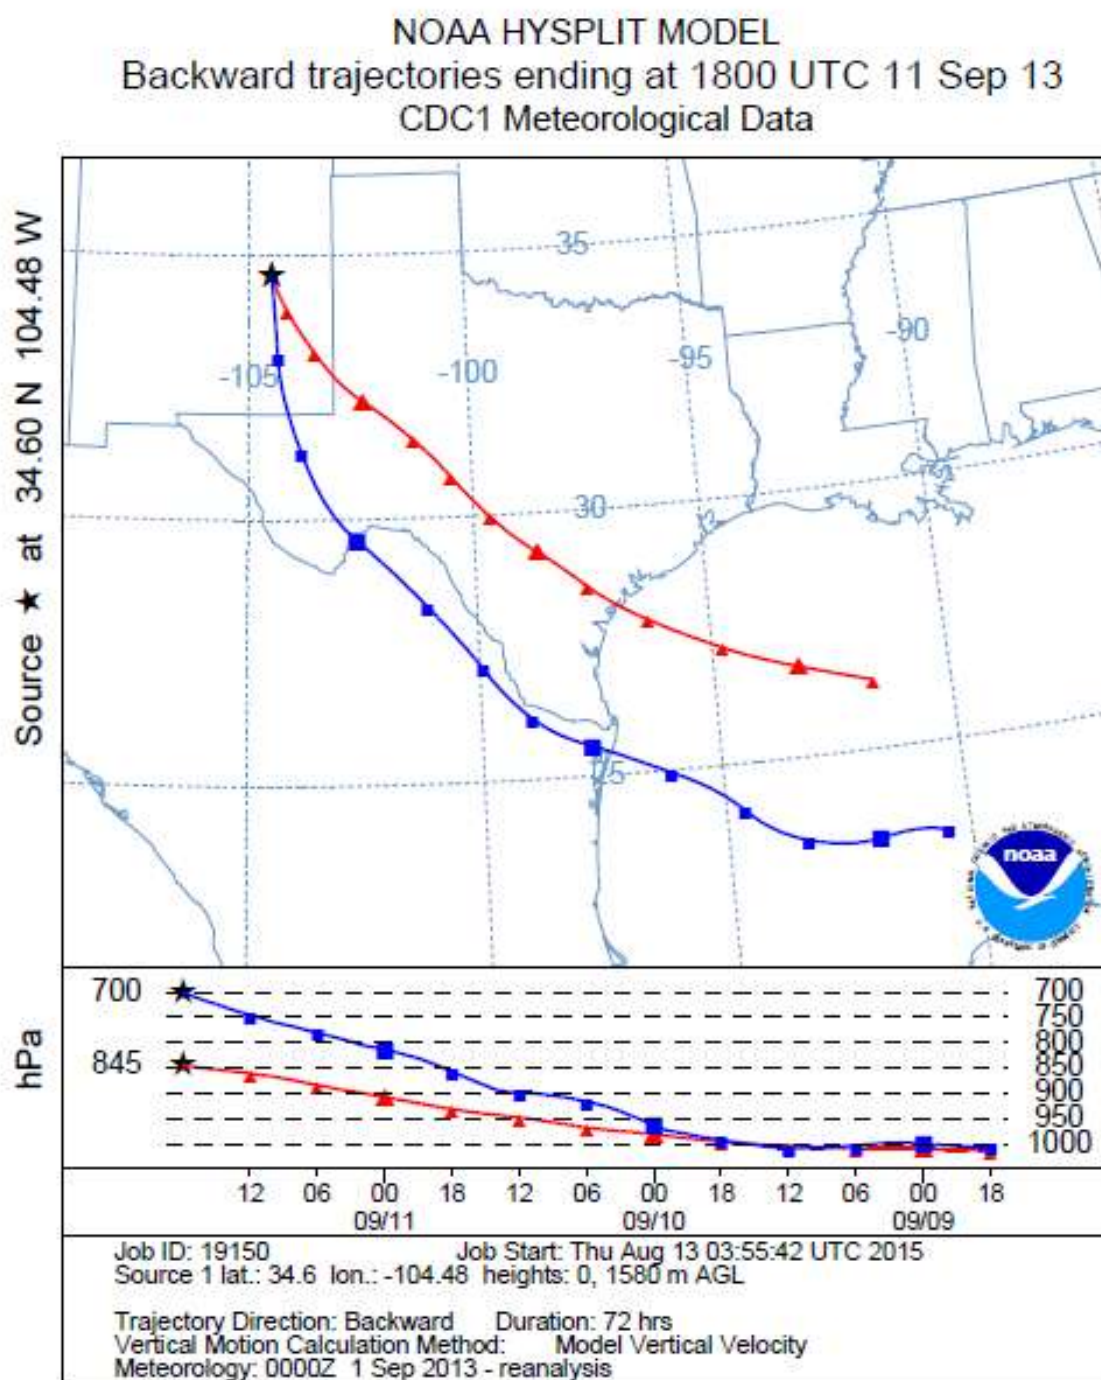 NOAA HYSPLIT MODEL
Backward trajectories ending at 1800 UTC 11 Sep 13
CDC1 Meteorological Data
Source ★ at 34.60 N 104.48 W
35
-90
-95
-100
-105
30
25
noaa
hPa
700 700
750
800
845 850
900
950
1000
12 06 00 18 12 06 00 18 12 06 00 18
09/11 09/10 09/09
Job ID: 19150 Job Start: Thu Aug 13 03:55:42 UTC 2015
Source 1 lat.: 34.6 lon.: -104.48 heights: 0, 1580 m AGL
Trajectory Direction: Backward Duration: 72 hrs
Vertical Motion Calculation Method: Model Vertical Velocity
Meteorology: 0000Z 1 Sep 2013 - reanalysis